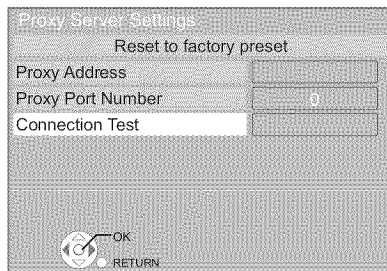 Proxy Server Settings
Reset to factory preset
Proxy Address
Proxy Port Number 0
Connection Test
OK
RETURN